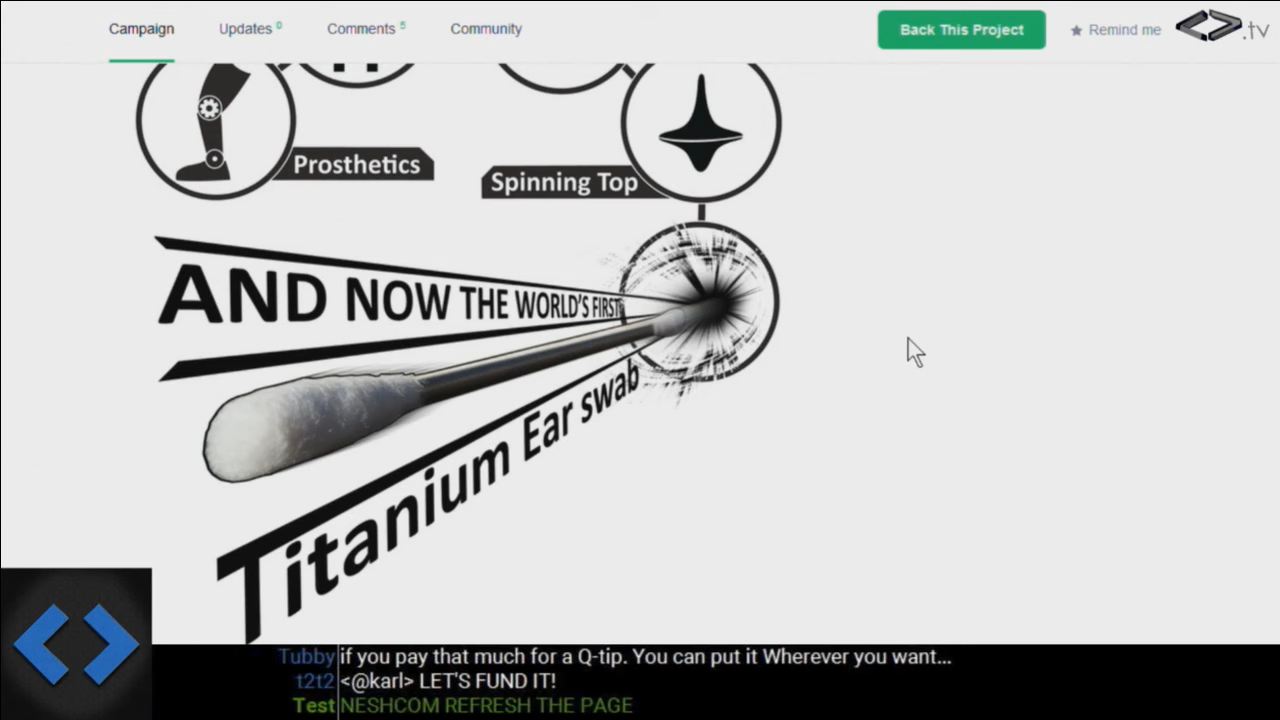 Campaign
Updates 0
Comments 5
Community
Back This Project
Remind me
.tv
Prosthetics
Spinning Top
AND NOW THE WORLD'S FIRST
Titanium Ear swab
Tubby if you pay that much for a Q-tip. You can put it Wherever you want...
t2t2 <@karl> LET'S FUND IT!
Test NESHCOM REFRESH THE PAGE